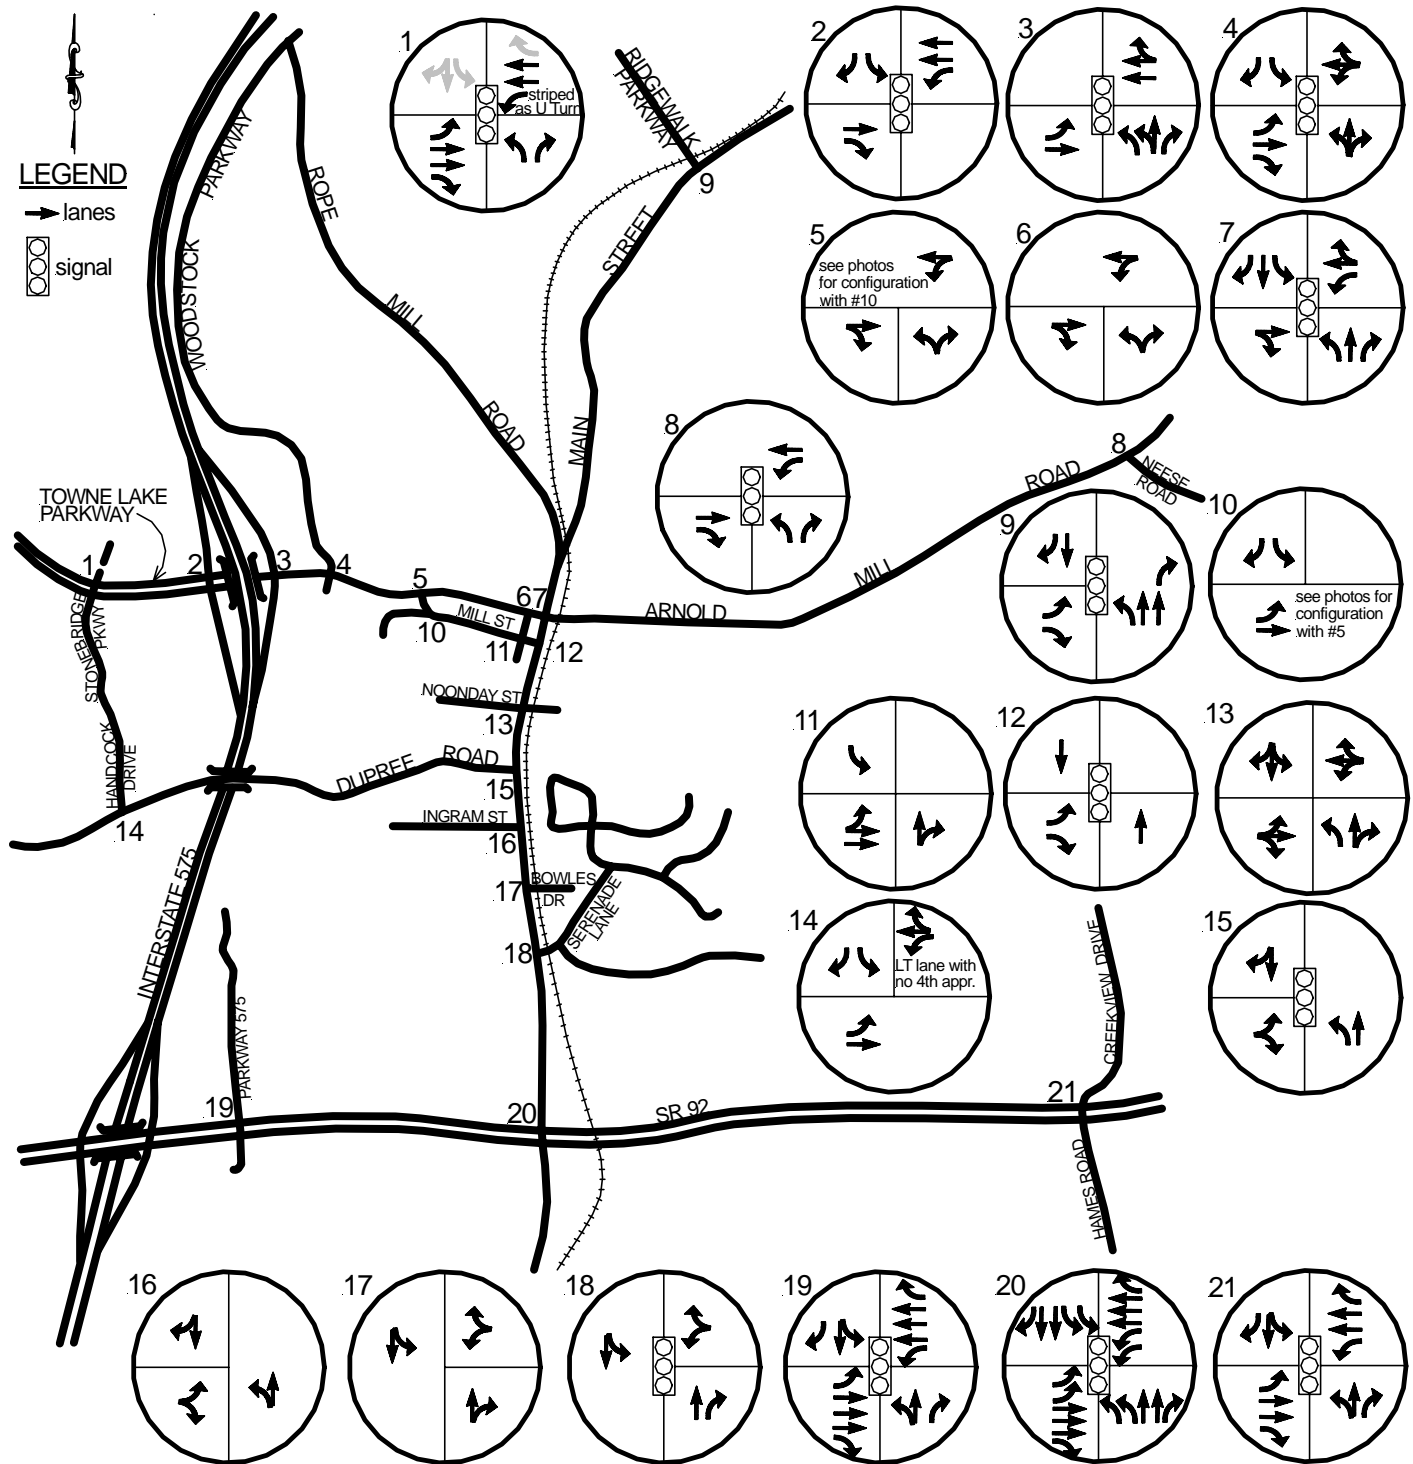 1
striped
as U Turn
RIDGEWALK
PARKWAY
2
3
4
PARKWAY
LEGEND
lanes
signal
ROPE
9
STREET
5
see photos
for configuration
with #10
6
7
WOODSTOCK
MILL
ROAD
MAIN
8
8
ROAD
NEESE
ROAD
TOWNE LAKE
PARKWAY
9
10
1
2
3
4
5
67
MILL
ARNOLD
see photos for
configuration
with #5
STONEBRIDGE
PKWY
MILL ST
10
11
12
NOONDAY ST
13
11
12
13
HANDCOCK
DRIVE
DUPREE
ROAD
15
14
INGRAM ST
16
INTERSTATE 575
17
BOWLES
DR
SERENADE
LANE
18
14
LT lane with
no 4th appr.
CREEKVIEW DRIVE
15
PARKWAY 575
19
20
SR 92
21
HAMES ROAD
16
17
18
19
20
21